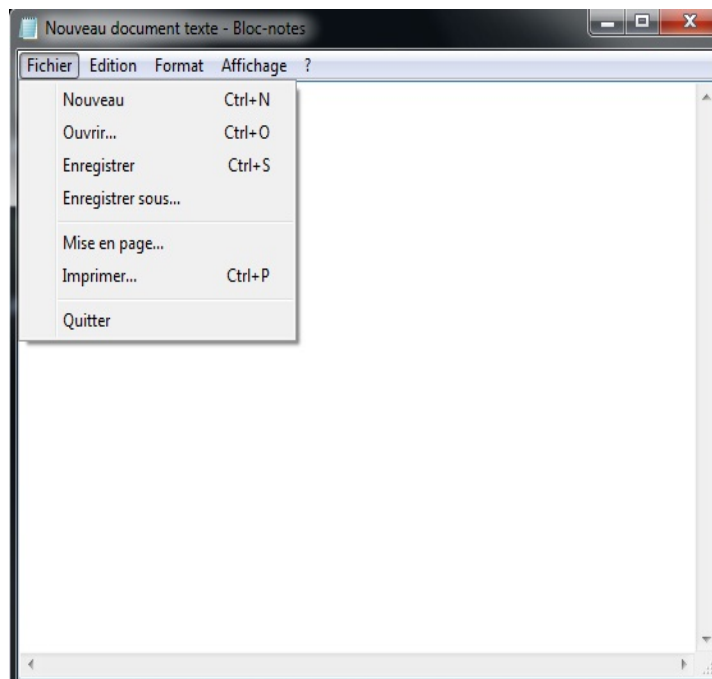 Nouveau document texte - Bloc-notes
Fichier Edition Format Affichage ?
Nouveau Ctrl+N
Ouvrir... Ctrl+O
Enregistrer Ctrl+S
Enregistrer sous...
Mise en page...
Imprimer... Ctrl+P
Quitter